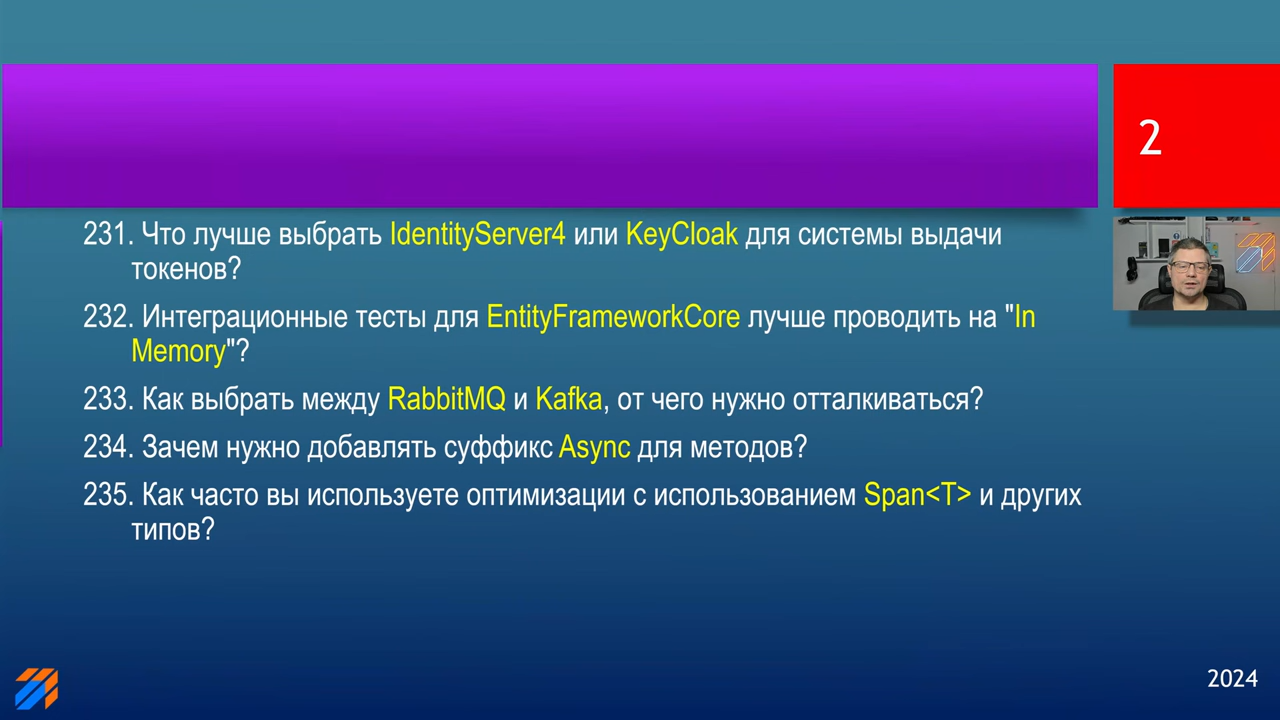 2
231. Что лучше выбрать IdentityServer4 или KeyCloak для системы выдачи
токенов?
232. Интеграционные тесты для EntityFrameworkCore лучше проводить на "In
Memory"?
233. Как выбрать между RabbitMQ и Kafka, от чего нужно отталкиваться?
234. Зачем нужно добавлять суффикс Async для методов?
235. Как часто вы используете оптимизации с использованием Span<T> и других
типов?
2024